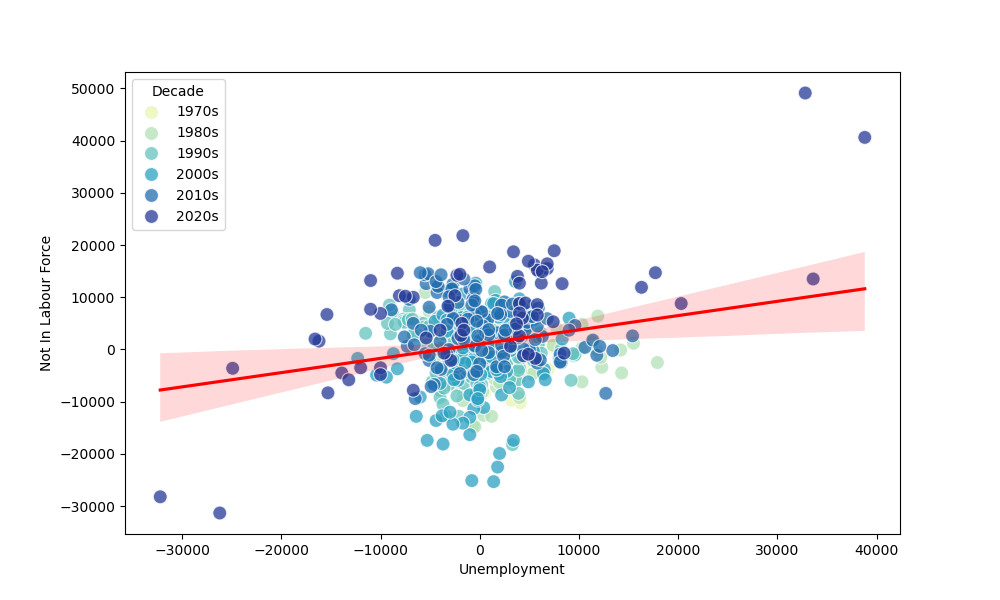 50000
40000
30000
20000
10000
0
−10000
−20000
−30000
Not In Labour Force
Decade
1970s
1980s
1990s
2000s
2010s
2020s
−30000 −20000 −10000 0 10000 20000 30000 40000
Unemployment